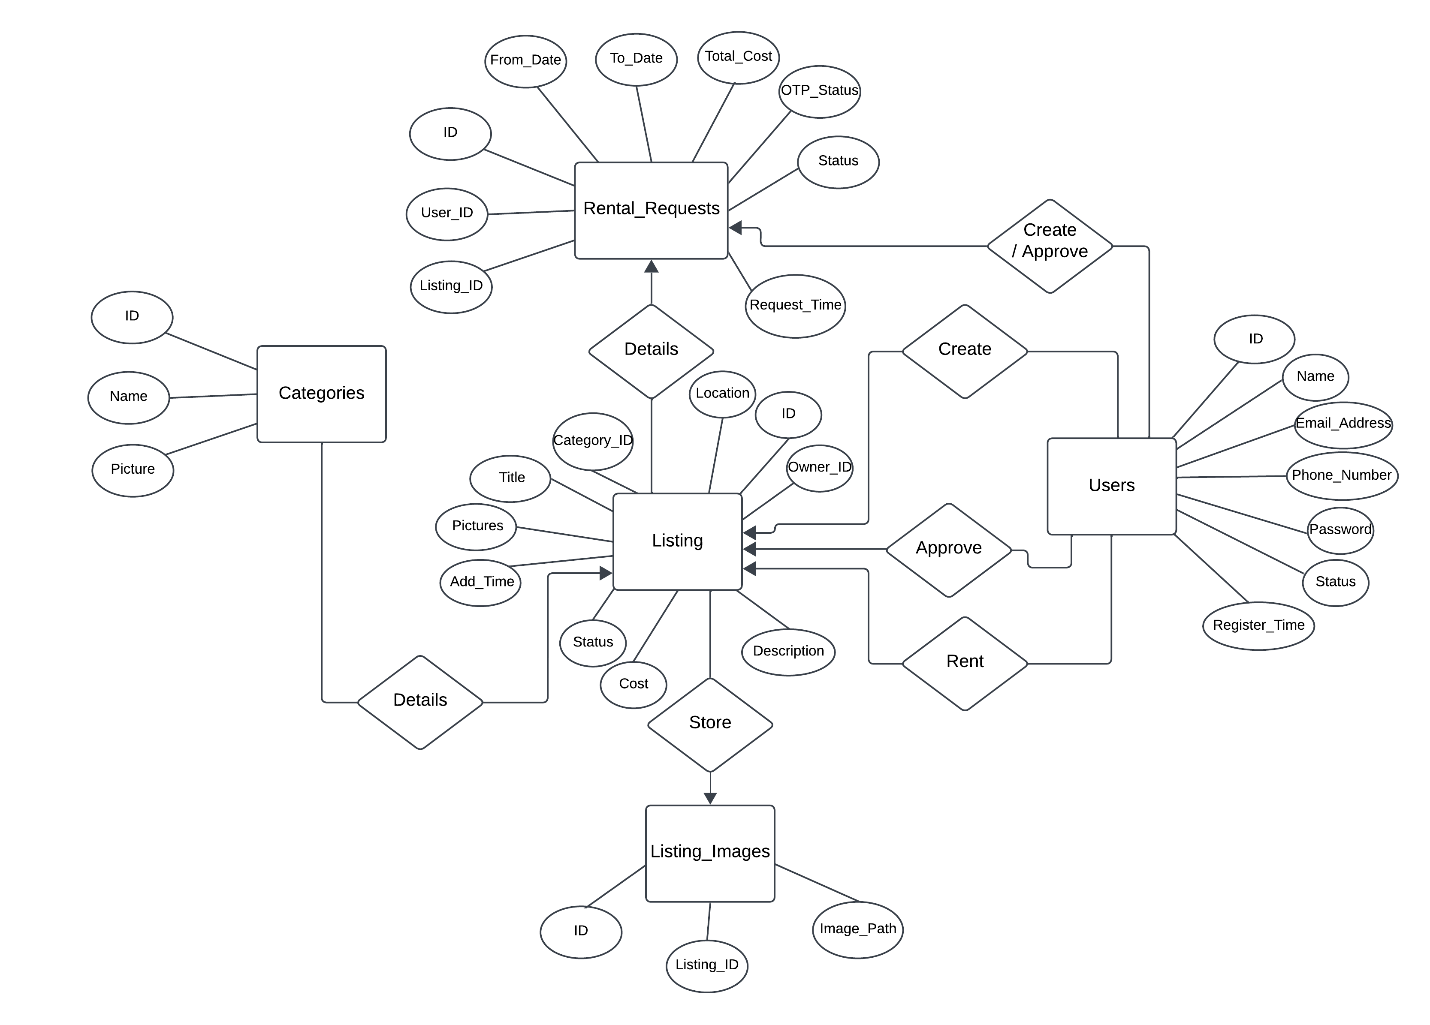 From_Date
To_Date
Total_Cost
OTP_Status
ID
Status
User_ID
Rental_Requests
Create
/ Approve
Listing_ID
Request_Time
ID
Details
Create
ID
Name
Categories
Location
Name
ID
Email_Address
Category_ID
Owner_ID
Picture
Title
Users
Phone_Number
Pictures
Listing
Approve
Password
Add_Time
Status
Status
Description
Rent
Register_Time
Cost
Details
Store
Listing_Images
ID
Listing_ID
Image_Path